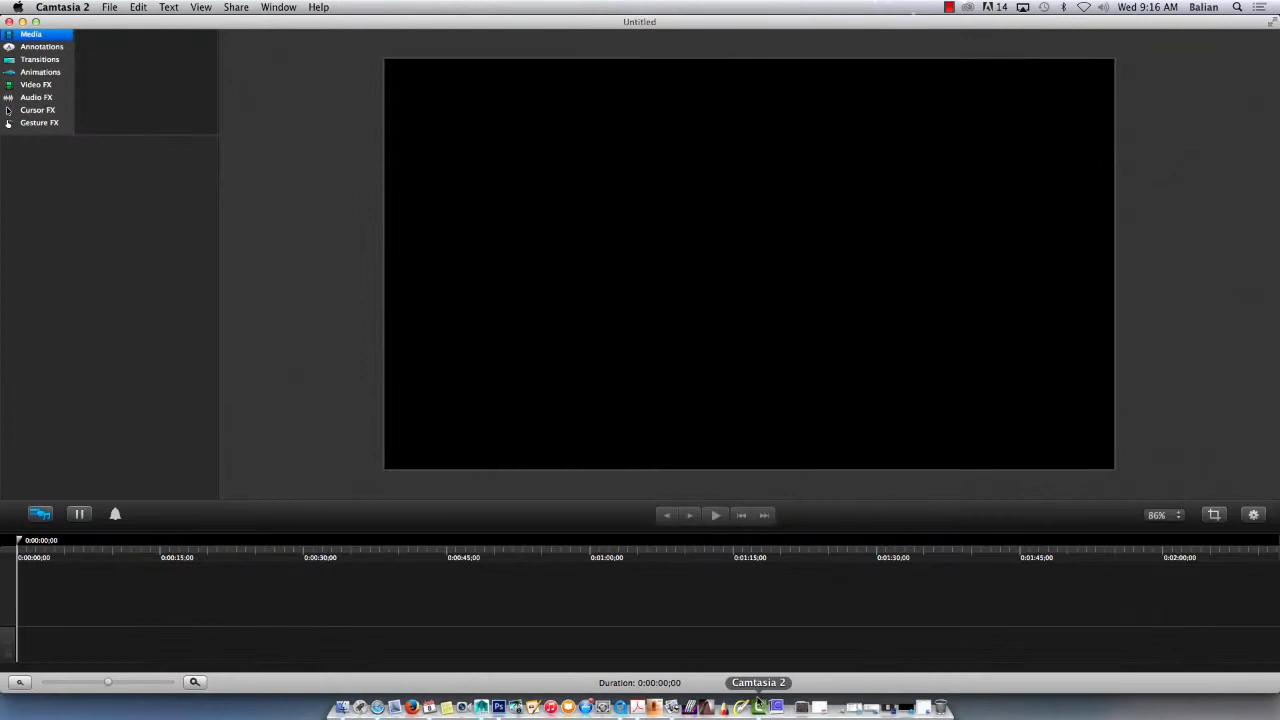 Camtasia 2 File Edit Text View Share Window Help 14 Wed 9:16 AM Balian
Untitled
Media
Annotations
Transitions
Animations
Video FX
Audio FX
Cursor FX
Gesture FX
86%
0:00:00;00
0:00:00;00 0:00:15;00 0:00:30;00 0:00:45;00 0:01:00;00 0:01:15;00 0:01:30;00 0:01:45;00 0:02:00;00
Duration: 0:00:00;00 Camtasia 2
Ps